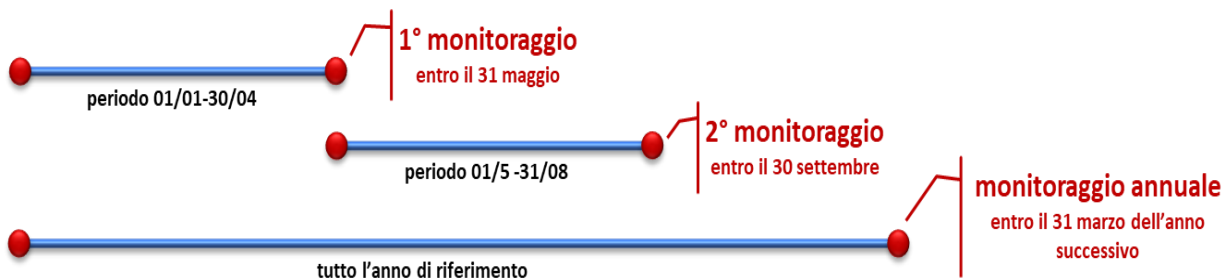 1° monitoraggio
entro il 31 maggio
periodo 01/01-30/04
2° monitoraggio
entro il 30 settembre
periodo 01/5 -31/08
monitoraggio annuale
entro il 31 marzo dell'anno
successivo
tutto l'anno di riferimento